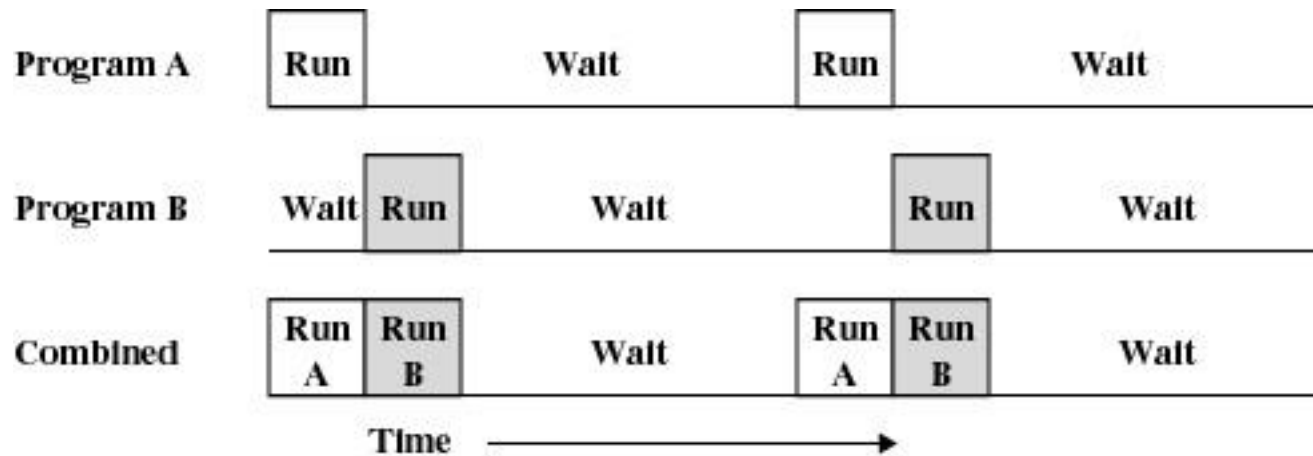 Program A Run Wait Run Wait
Program B Wait Run Wait Run Wait
Combined Run A Run B Wait Run A Run B Wait
Time